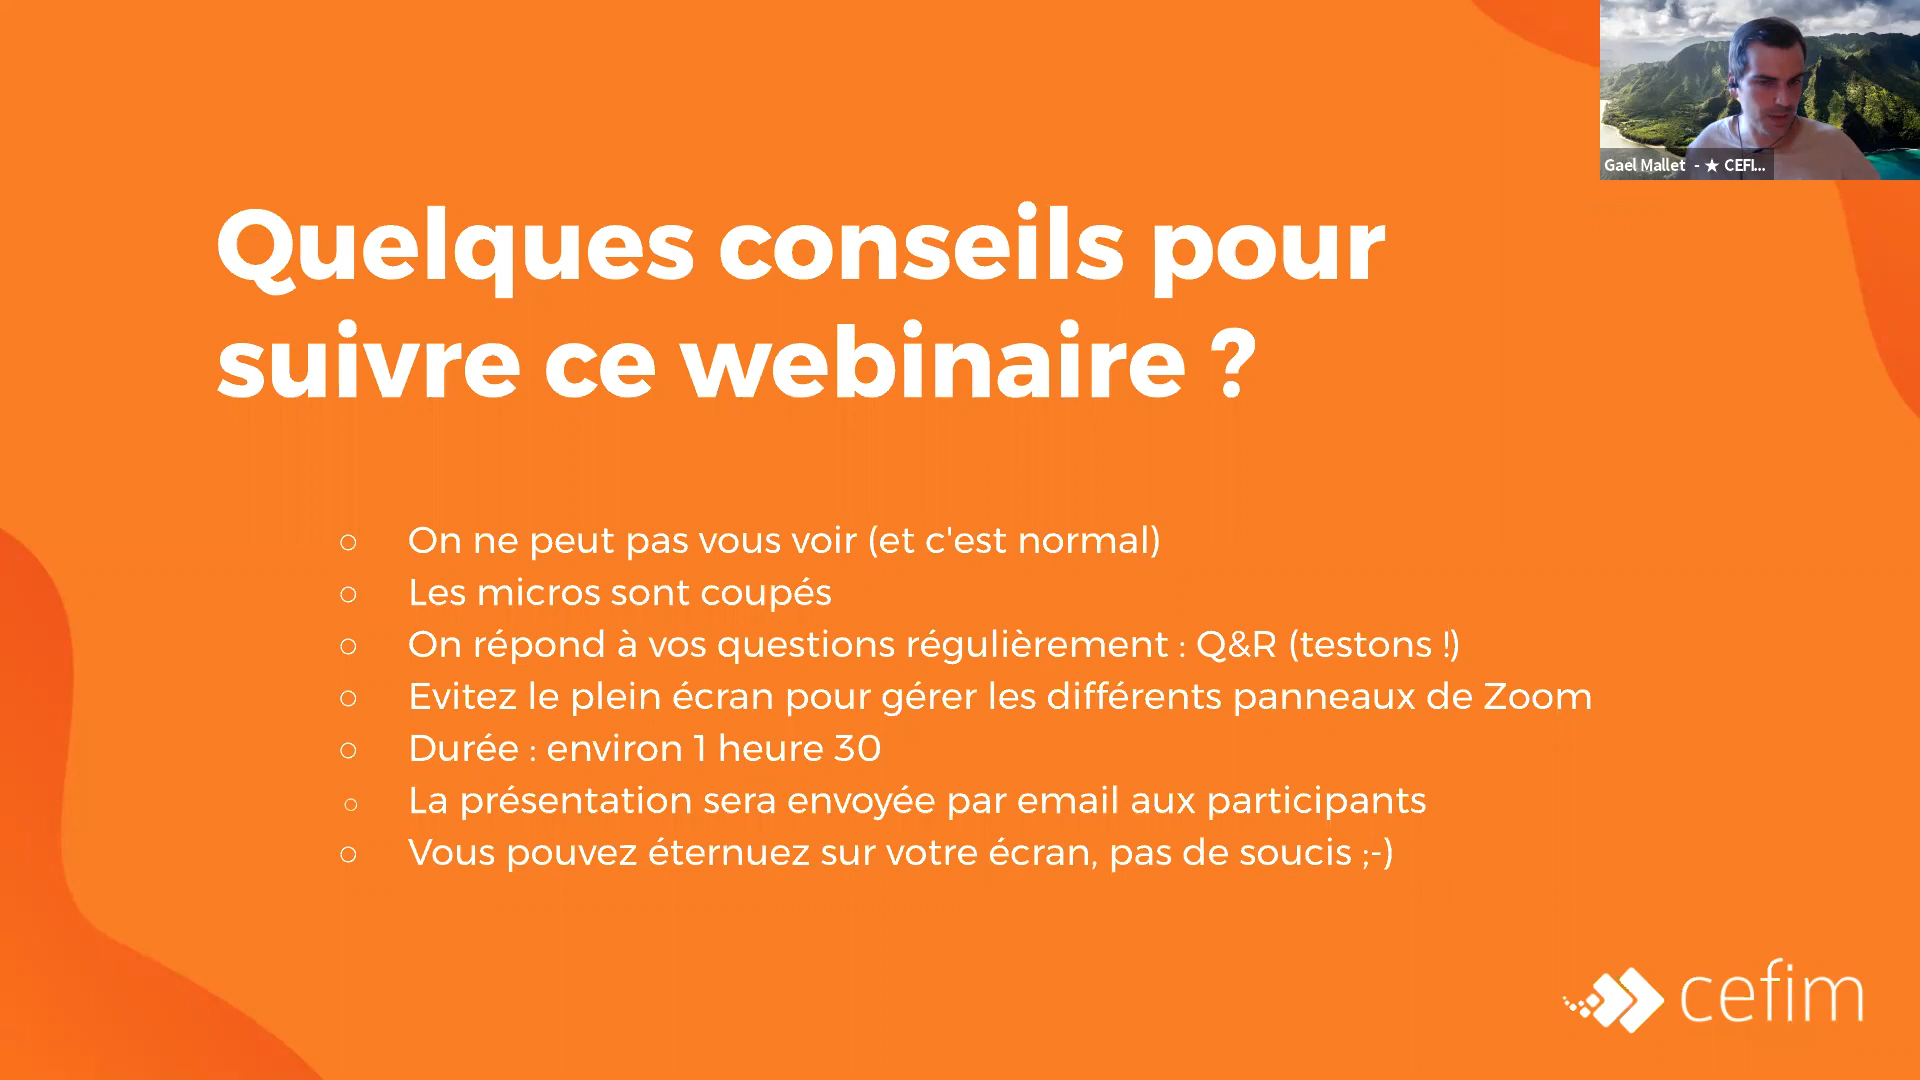 Gael Mallet - ★ CEFI...
Quelques conseils pour
suivre ce webinaire ?
○ On ne peut pas vous voir (et c'est normal)
○ Les micros sont coupés
○ On répond à vos questions régulièrement : Q&R (testons !)
○ Evitez le plein écran pour gérer les différents panneaux de Zoom
○ Durée : environ 1 heure 30
○ La présentation sera envoyée par email aux participants
○ Vous pouvez éternuez sur votre écran, pas de soucis ;-)
cefim